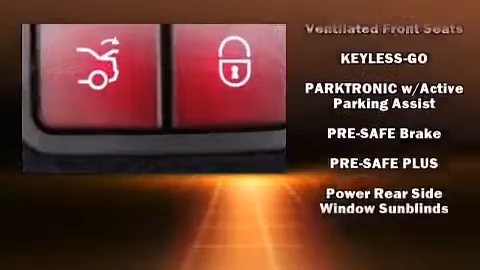 Ventilated Front Seats
KEYLESS-GO
PARKTRONIC w/Active
Parking Assist
PRE-SAFE Brake
PRE-SAFE PLUS
Power Rear Side
Window Sunblinds